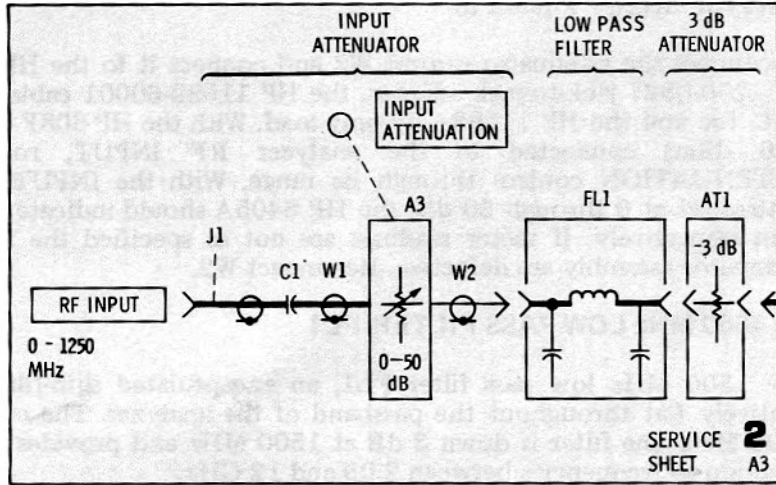 INPUT
ATTENUATOR
LOW PASS
FILTER
3 dB
ATTENUATOR
INPUT
ATTENUATION
J1
C1
W1
A3
W2
FL1
AT1
-3 dB
RF INPUT
0-1250
MHz
0-50
dB
SERVICE
SHEET
2
A3